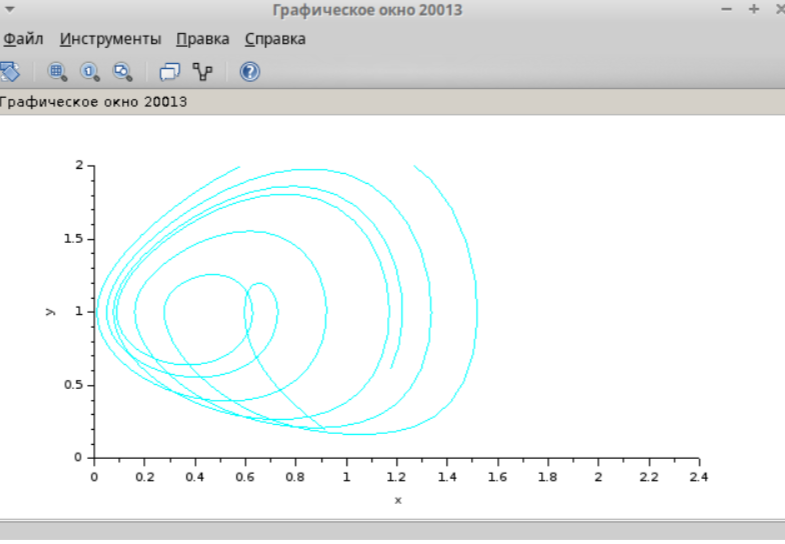 Графическое окно 20013
Файл Инструменты Правка Справка
Графическое окно 20013
2
1.5
1
0.5
0
y
0 0.2 0.4 0.6 0.8 1 1.2 1.4 1.6 1.8 2 2.2 2.4
x